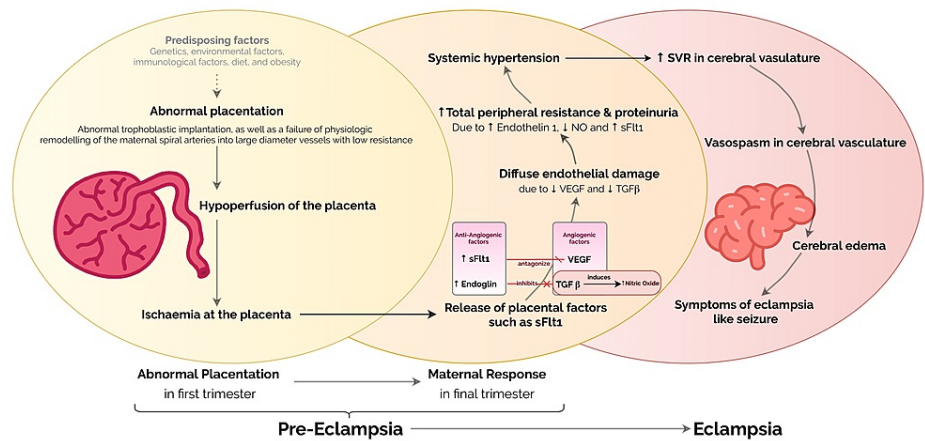 Predisposing factors
Genetics, environmental factors,
immunological factors, diet, and obesity
Abnormal placentation
Abnormal trophoblastic implantation, as well as a failure of physiologic
remodelling of the maternal spiral arteries into large diameter vessels with low resistance
Hypoperfusion of the placenta
Ischaemia at the placenta
Systemic hypertension
↑Total peripheral resistance & proteinuria
Due to ↑ Endothelin 1, ↓ NO and ↑ sFlt1
Diffuse endothelial damage
due to ↓ VEGF and ↓ TGFβ
Anti-Angiogenic
factors
↑ sFlt1
↑ Endoglin
antagonize
inhibits
Angiogenic
factors
VEGF
TGF β
induces
↑Nitric Oxide
Release of placental factors
such as sFlt1
↑ SVR in cerebral vasulature
Vasospasm in cerebral vasculature
Cerebral edema
Symptoms of eclampsia
like seizure
Abnormal Placentation
in first trimester
Maternal Response
in final trimester
Pre-Eclampsia
Eclampsia